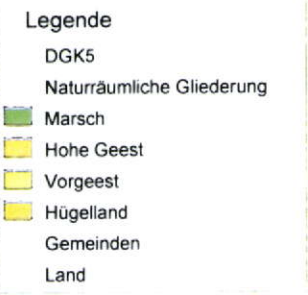 Legende
DGK5
Naturräumliche Gliederung
Marsch
Hohe Geest
Vorgeest
Hügelland
Gemeinden
Land